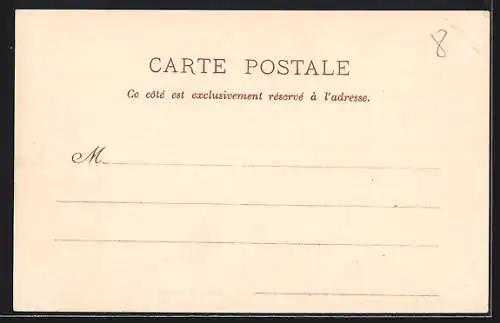 8
CARTE POSTALE
Ce côté est exclusivement réservé à l'adresse.
M